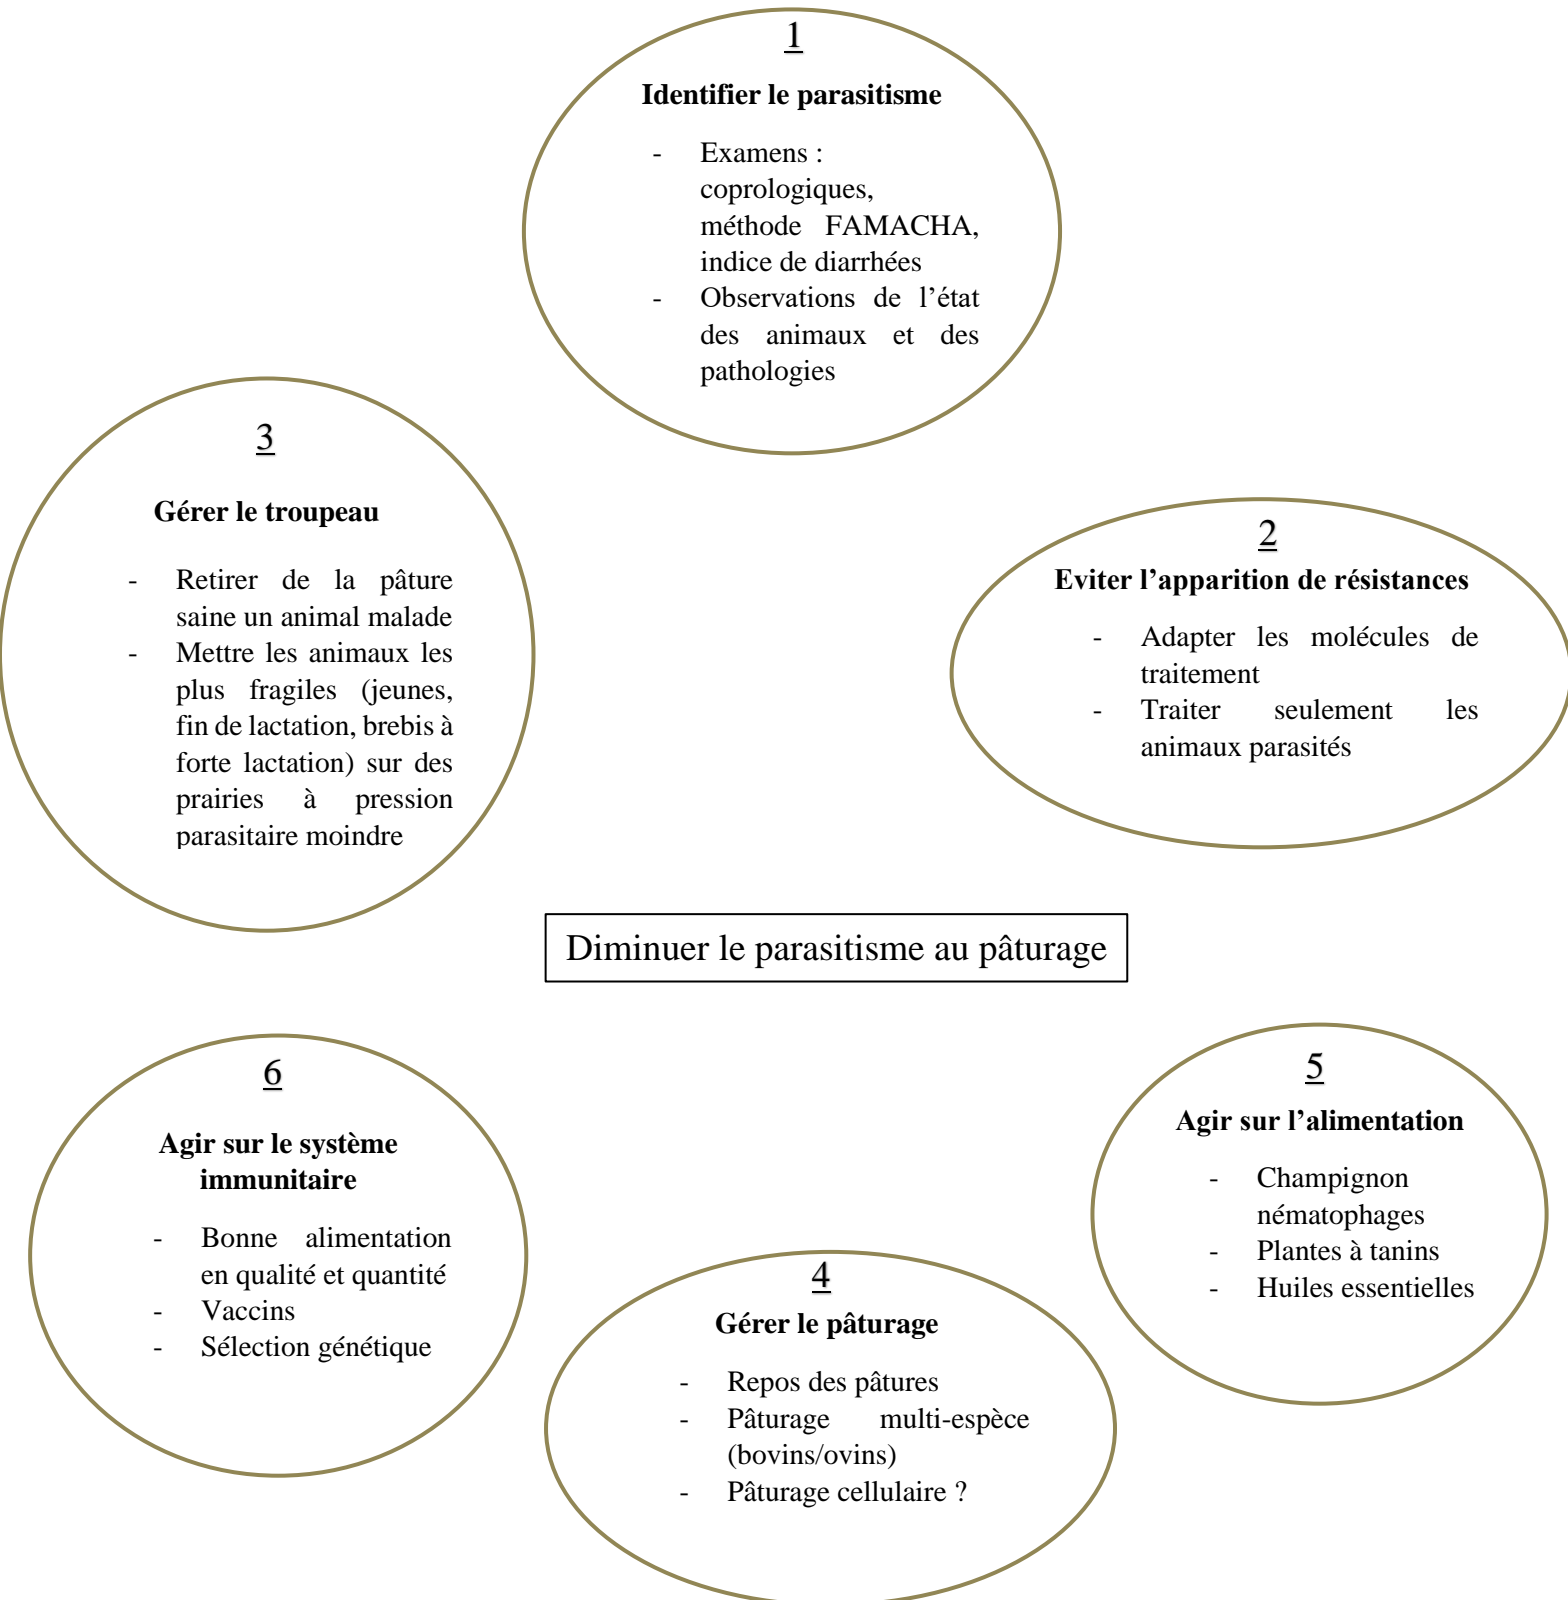 1
Identifier le parasitisme
- Examens :
coprologiques,
méthode FAMACHA,
indice de diarrhées
- Observations de l’état
des animaux et des
pathologies
3
Gérer le troupeau
- Retirer de la pâture
saine un animal malade
- Mettre les animaux les
plus fragiles (jeunes,
fin de lactation, brebis à
forte lactation) sur des
prairies à pression
parasitaire moindre
2
Eviter l’apparition de résistances
- Adapter les molécules de
traitement
- Traiter seulement les
animaux parasités
Diminuer le parasitisme au pâturage
6
Agir sur le système
immunitaire
- Bonne alimentation
en qualité et quantité
- Vaccins
- Sélection génétique
5
Agir sur l’alimentation
- Champignon
nématophages
- Plantes à tanins
- Huiles essentielles
4
Gérer le pâturage
- Repos des pâtures
- Pâturage multi-espèce
(bovins/ovins)
- Pâturage cellulaire ?